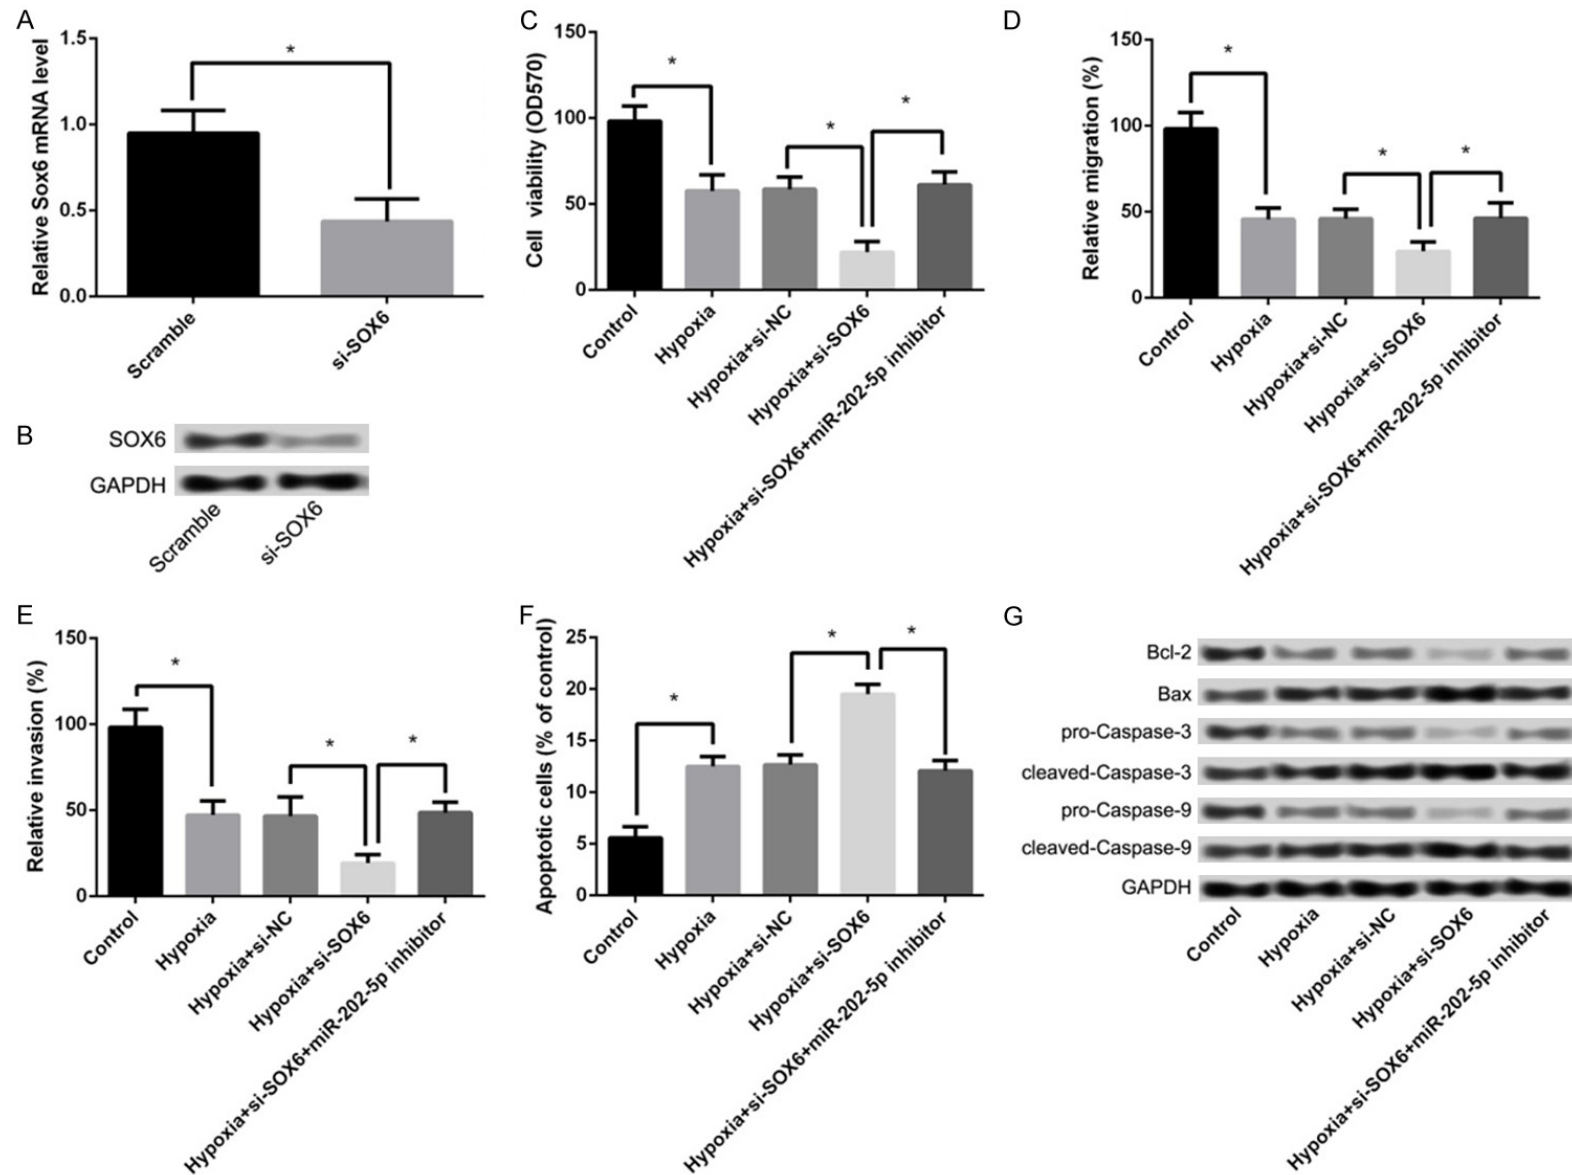 A
Relative Sox6 mRNA level
1.5
1.0
0.5
0.0
*
Scramble
si-SOX6
B
SOX6
GAPDH
Scramble
si-SOX6
C
Cell viability (OD570)
150
100
50
0
*
*
*
Control
Hypoxia
Hypoxia+si-NC
Hypoxia+si-SOX6
Hypoxia+si-SOX6+miR-202-5p inhibitor
D
Relative migration (%)
150
100
50
0
*
*
*
Control
Hypoxia
Hypoxia+si-NC
Hypoxia+si-SOX6
Hypoxia+si-SOX6+miR-202-5p inhibitor
E
Relative invasion (%)
150
100
50
0
*
*
*
Control
Hypoxia
Hypoxia+si-NC
Hypoxia+si-SOX6
Hypoxia+si-SOX6+miR-202-5p inhibitor
F
Apoptotic cells (% of control)
25
20
15
10
5
0
*
*
*
Control
Hypoxia
Hypoxia+si-NC
Hypoxia+si-SOX6
Hypoxia+si-SOX6+miR-202-5p inhibitor
G
Bcl-2
Bax
pro-Caspase-3
cleaved-Caspase-3
pro-Caspase-9
cleaved-Caspase-9
GAPDH
Control
Hypoxia
Hypoxia+si-NC
Hypoxia+si-SOX6
Hypoxia+si-SOX6+miR-202-5p inhibitor